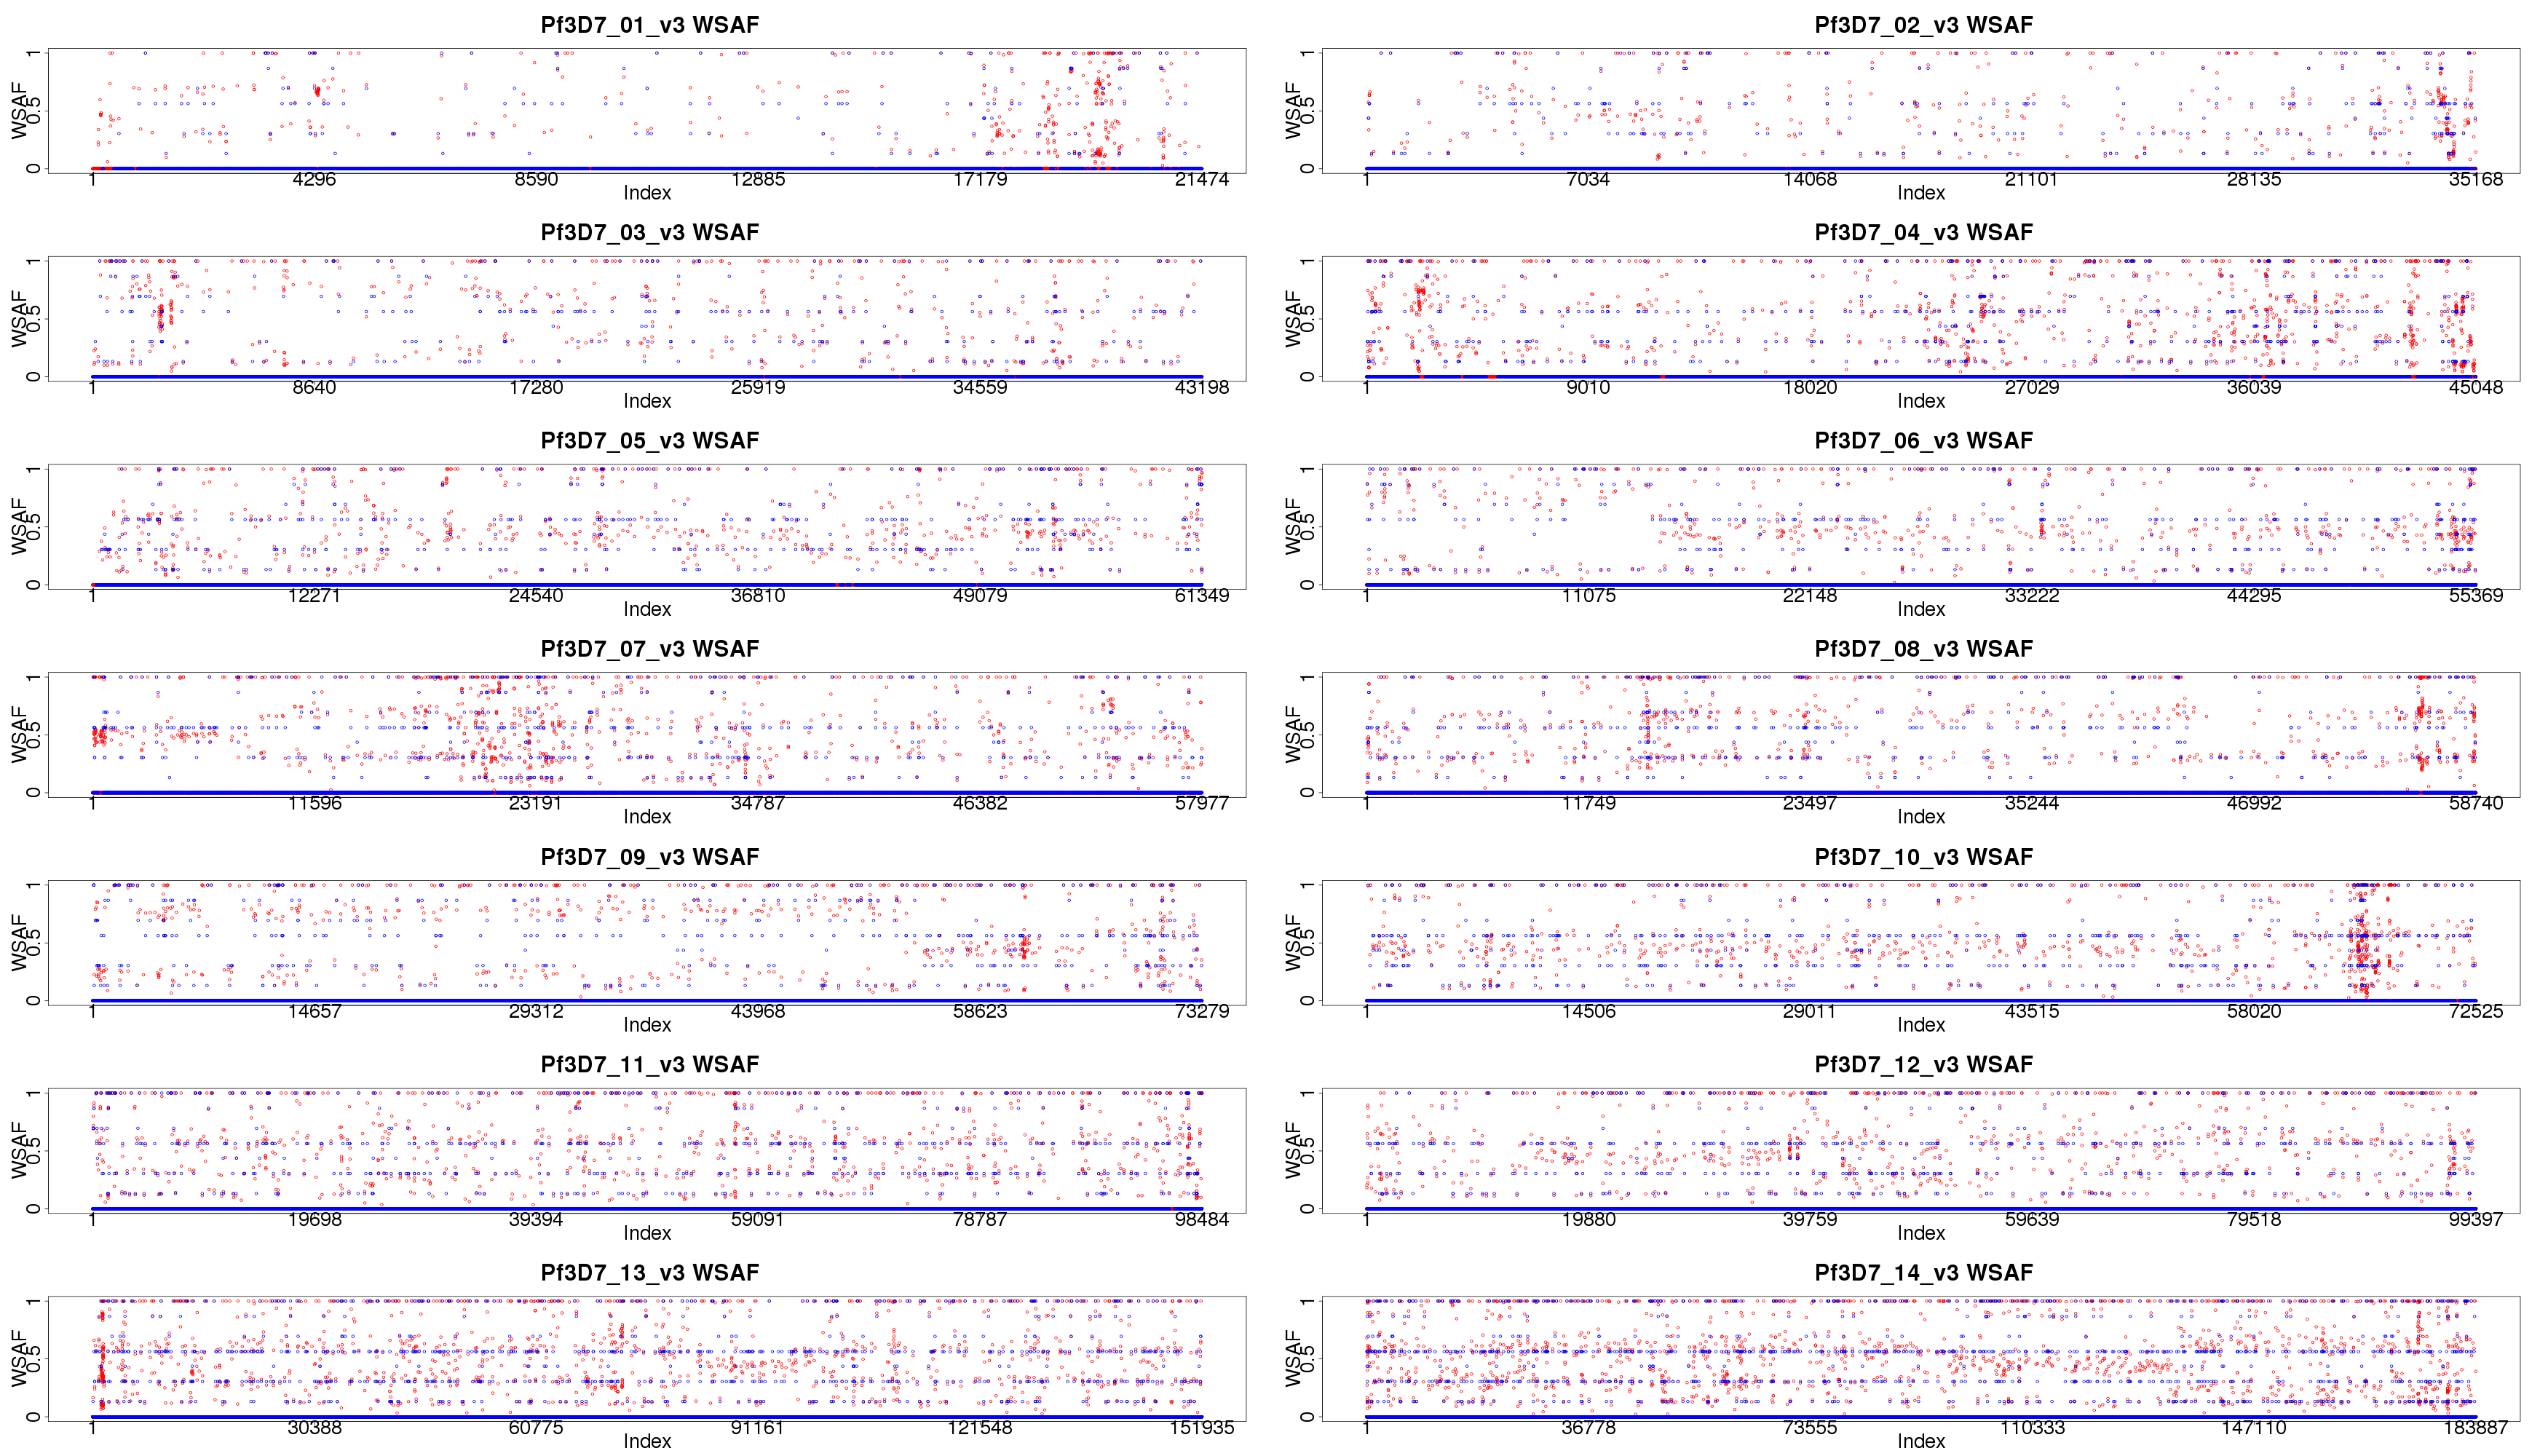 Pf3D7_01_v3 WSAF
WSAF
0 0.5 1
1 4296 8590 12885 17179 21474
Index
Pf3D7_02_v3 WSAF
WSAF
0 0.5 1
1 7034 14068 21101 28135 35168
Index
Pf3D7_03_v3 WSAF
WSAF
0 0.5 1
1 8640 17280 25919 34559 43198
Index
Pf3D7_04_v3 WSAF
WSAF
0 0.5 1
1 9010 18020 27029 36039 45048
Index
Pf3D7_05_v3 WSAF
WSAF
0 0.5 1
1 12271 24540 36810 49079 61349
Index
Pf3D7_06_v3 WSAF
WSAF
0 0.5 1
1 11075 22148 33222 44295 55369
Index
Pf3D7_07_v3 WSAF
WSAF
0 0.5 1
1 11596 23191 34787 46382 57977
Index
Pf3D7_08_v3 WSAF
WSAF
0 0.5 1
1 11749 23497 35244 46992 58740
Index
Pf3D7_09_v3 WSAF
WSAF
0 0.5 1
1 14657 29312 43968 58623 73279
Index
Pf3D7_10_v3 WSAF
WSAF
0 0.5 1
1 14506 29011 43515 58020 72525
Index
Pf3D7_11_v3 WSAF
WSAF
0 0.5 1
1 19698 39394 59091 78787 98484
Index
Pf3D7_12_v3 WSAF
WSAF
0 0.5 1
1 19880 39759 59639 79518 99397
Index
Pf3D7_13_v3 WSAF
WSAF
0 0.5 1
1 30388 60775 91161 121548 151935
Index
Pf3D7_14_v3 WSAF
WSAF
0 0.5 1
1 36778 73555 110333 147110 183887
Index